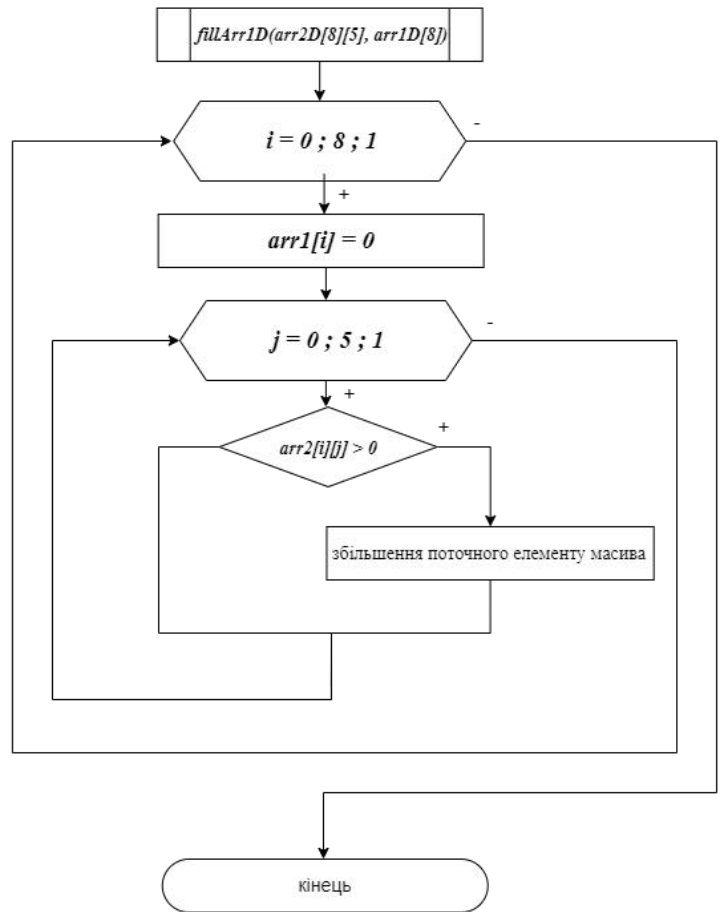 fillArr1D(arr2D[8][5], arr1D[8])
i = 0 ; 8 ; 1
-
+
arr1[i] = 0
j = 0 ; 5 ; 1
-
+
arr2[i][j] > 0
+
збільшення поточного елементу масива
кінець